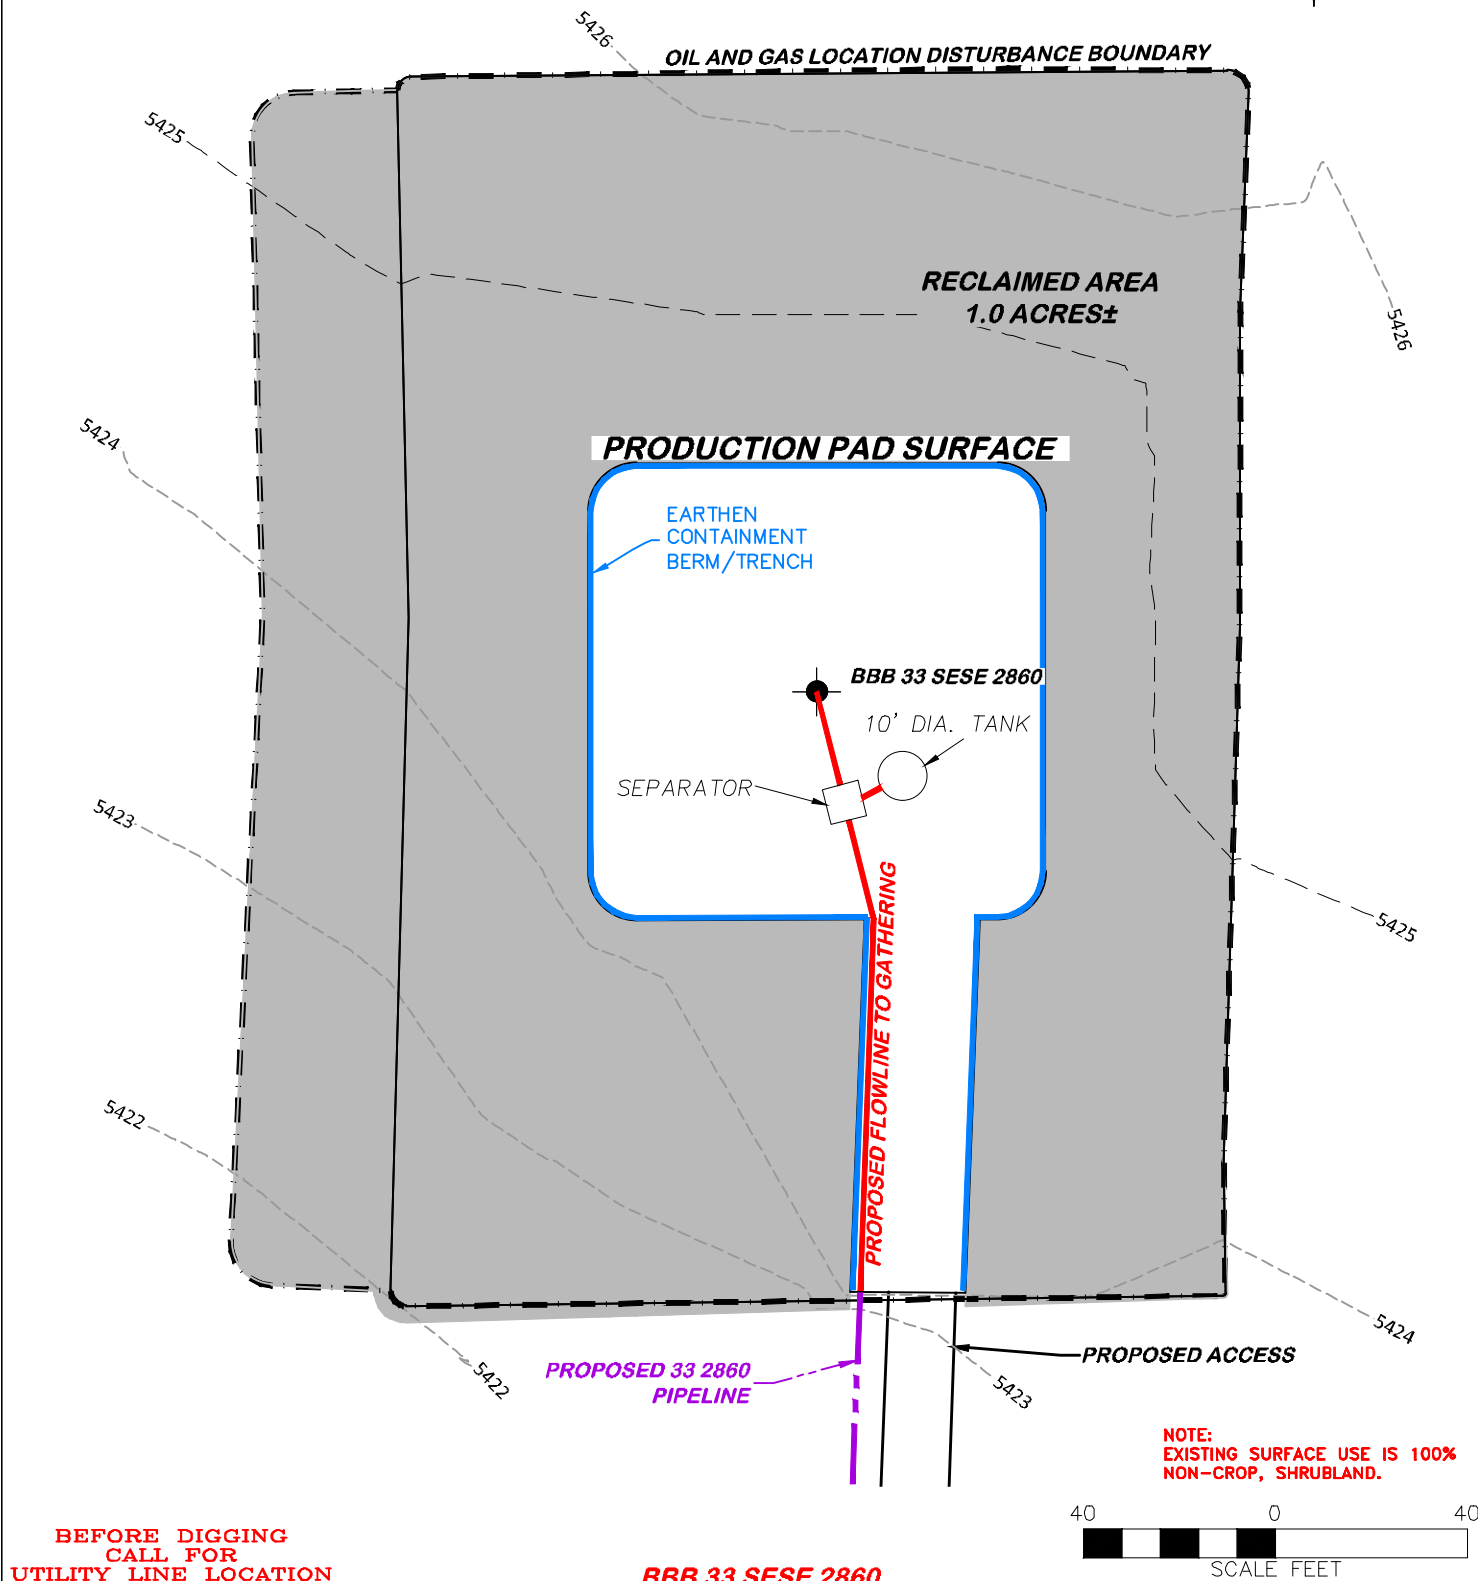 5426
OIL AND GAS LOCATION DISTURBANCE BOUNDARY
5425
RECLAIMED AREA
1.0 ACRES±
5426
5424
PRODUCTION PAD SURFACE
EARTHEN
CONTAINMENT
BERM/TRENCH
BBB 33 SESE 2860
10' DIA. TANK
SEPARATOR
5423
PROPOSED FLOWLINE TO GATHERING
5425
5422
5424
PROPOSED ACCESS
PROPOSED 33 2860
PIPELINE
5422
5423
NOTE:
EXISTING SURFACE USE IS 100%
NON-CROP, SHRUBLAND.
40 0 40
SCALE FEET
BEFORE DIGGING
CALL FOR
UTILITY LINE LOCATION
BBB 33 SESE 2860